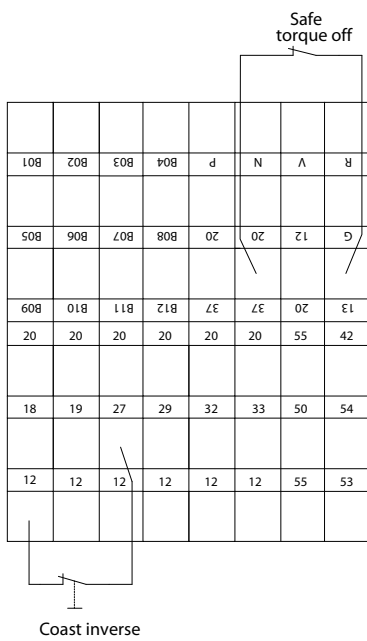 Safe
torque off
B01 B02 B03 B04 P N V R
B05 B06 B07 B08 20 20 12 G
B09 B10 B11 B12 37 37 20 13
20 20 20 20 20 20 55 42
18 19 27 29 32 33 50 54
12 12 12 12 12 12 55 53
Coast inverse